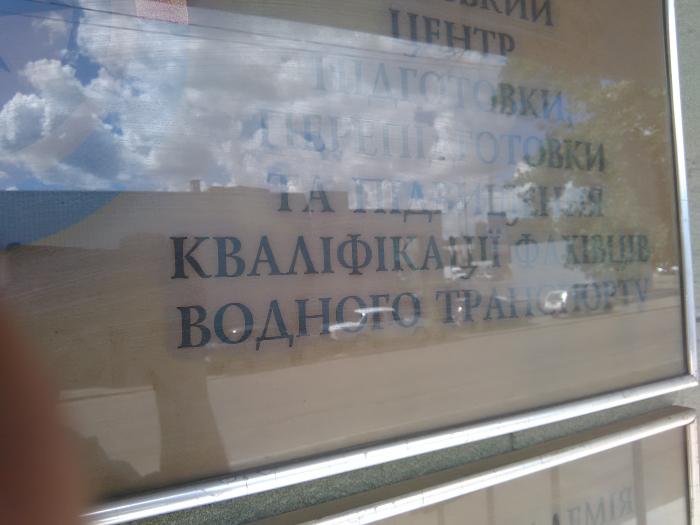 ЦЕНТР
ПІДГОТОВКИ,
ПЕРЕПІДГОТОВКИ
ТА ПІДВИЩЕННЯ
КВАЛІФІКАЦІЇ ФАХІВЦІВ
ВОДНОГО ТРАНСПОРТУ